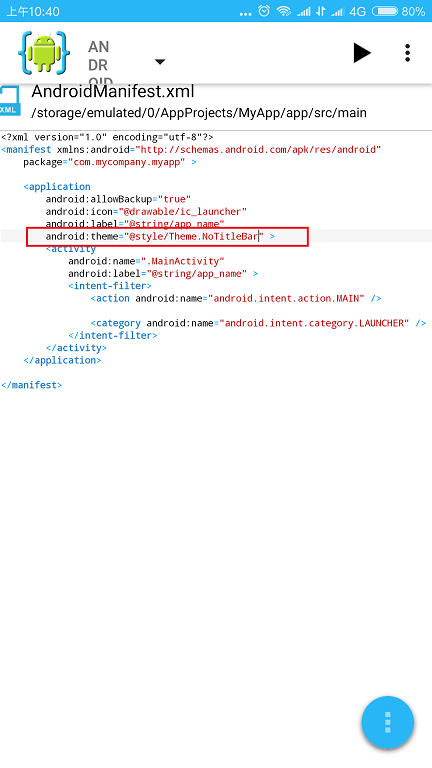 上午10:40
... 4G 80%
AN
DR
OID
AndroidManifest.xml
XML
/storage/emulated/0/AppProjects/MyApp/app/src/main
<?xml version="1.0" encoding="utf-8"?>
<manifest xmlns:android="http://schemas.android.com/apk/res/android"
package="com.mycompany.myapp" >
<application
android:allowBackup="true"
android:icon="@drawable/ic_launcher"
android:label="@string/app_name"
android:theme="@style/Theme.NoTitleBar" >
<activity
android:name=".MainActivity"
android:label="@string/app_name" >
<intent-filter>
<action android:name="android.intent.action.MAIN" />
<category android:name="android.intent.category.LAUNCHER" />
</intent-filter>
</activity>
</application>
</manifest>